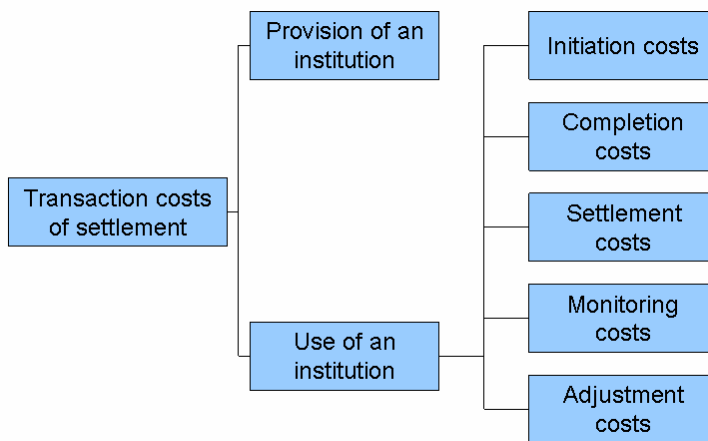 Provision of an
institution
Initiation costs
Completion
costs
Transaction costs
of settlement
Settlement
costs
Monitoring
costs
Use of an
institution
Adjustment
costs